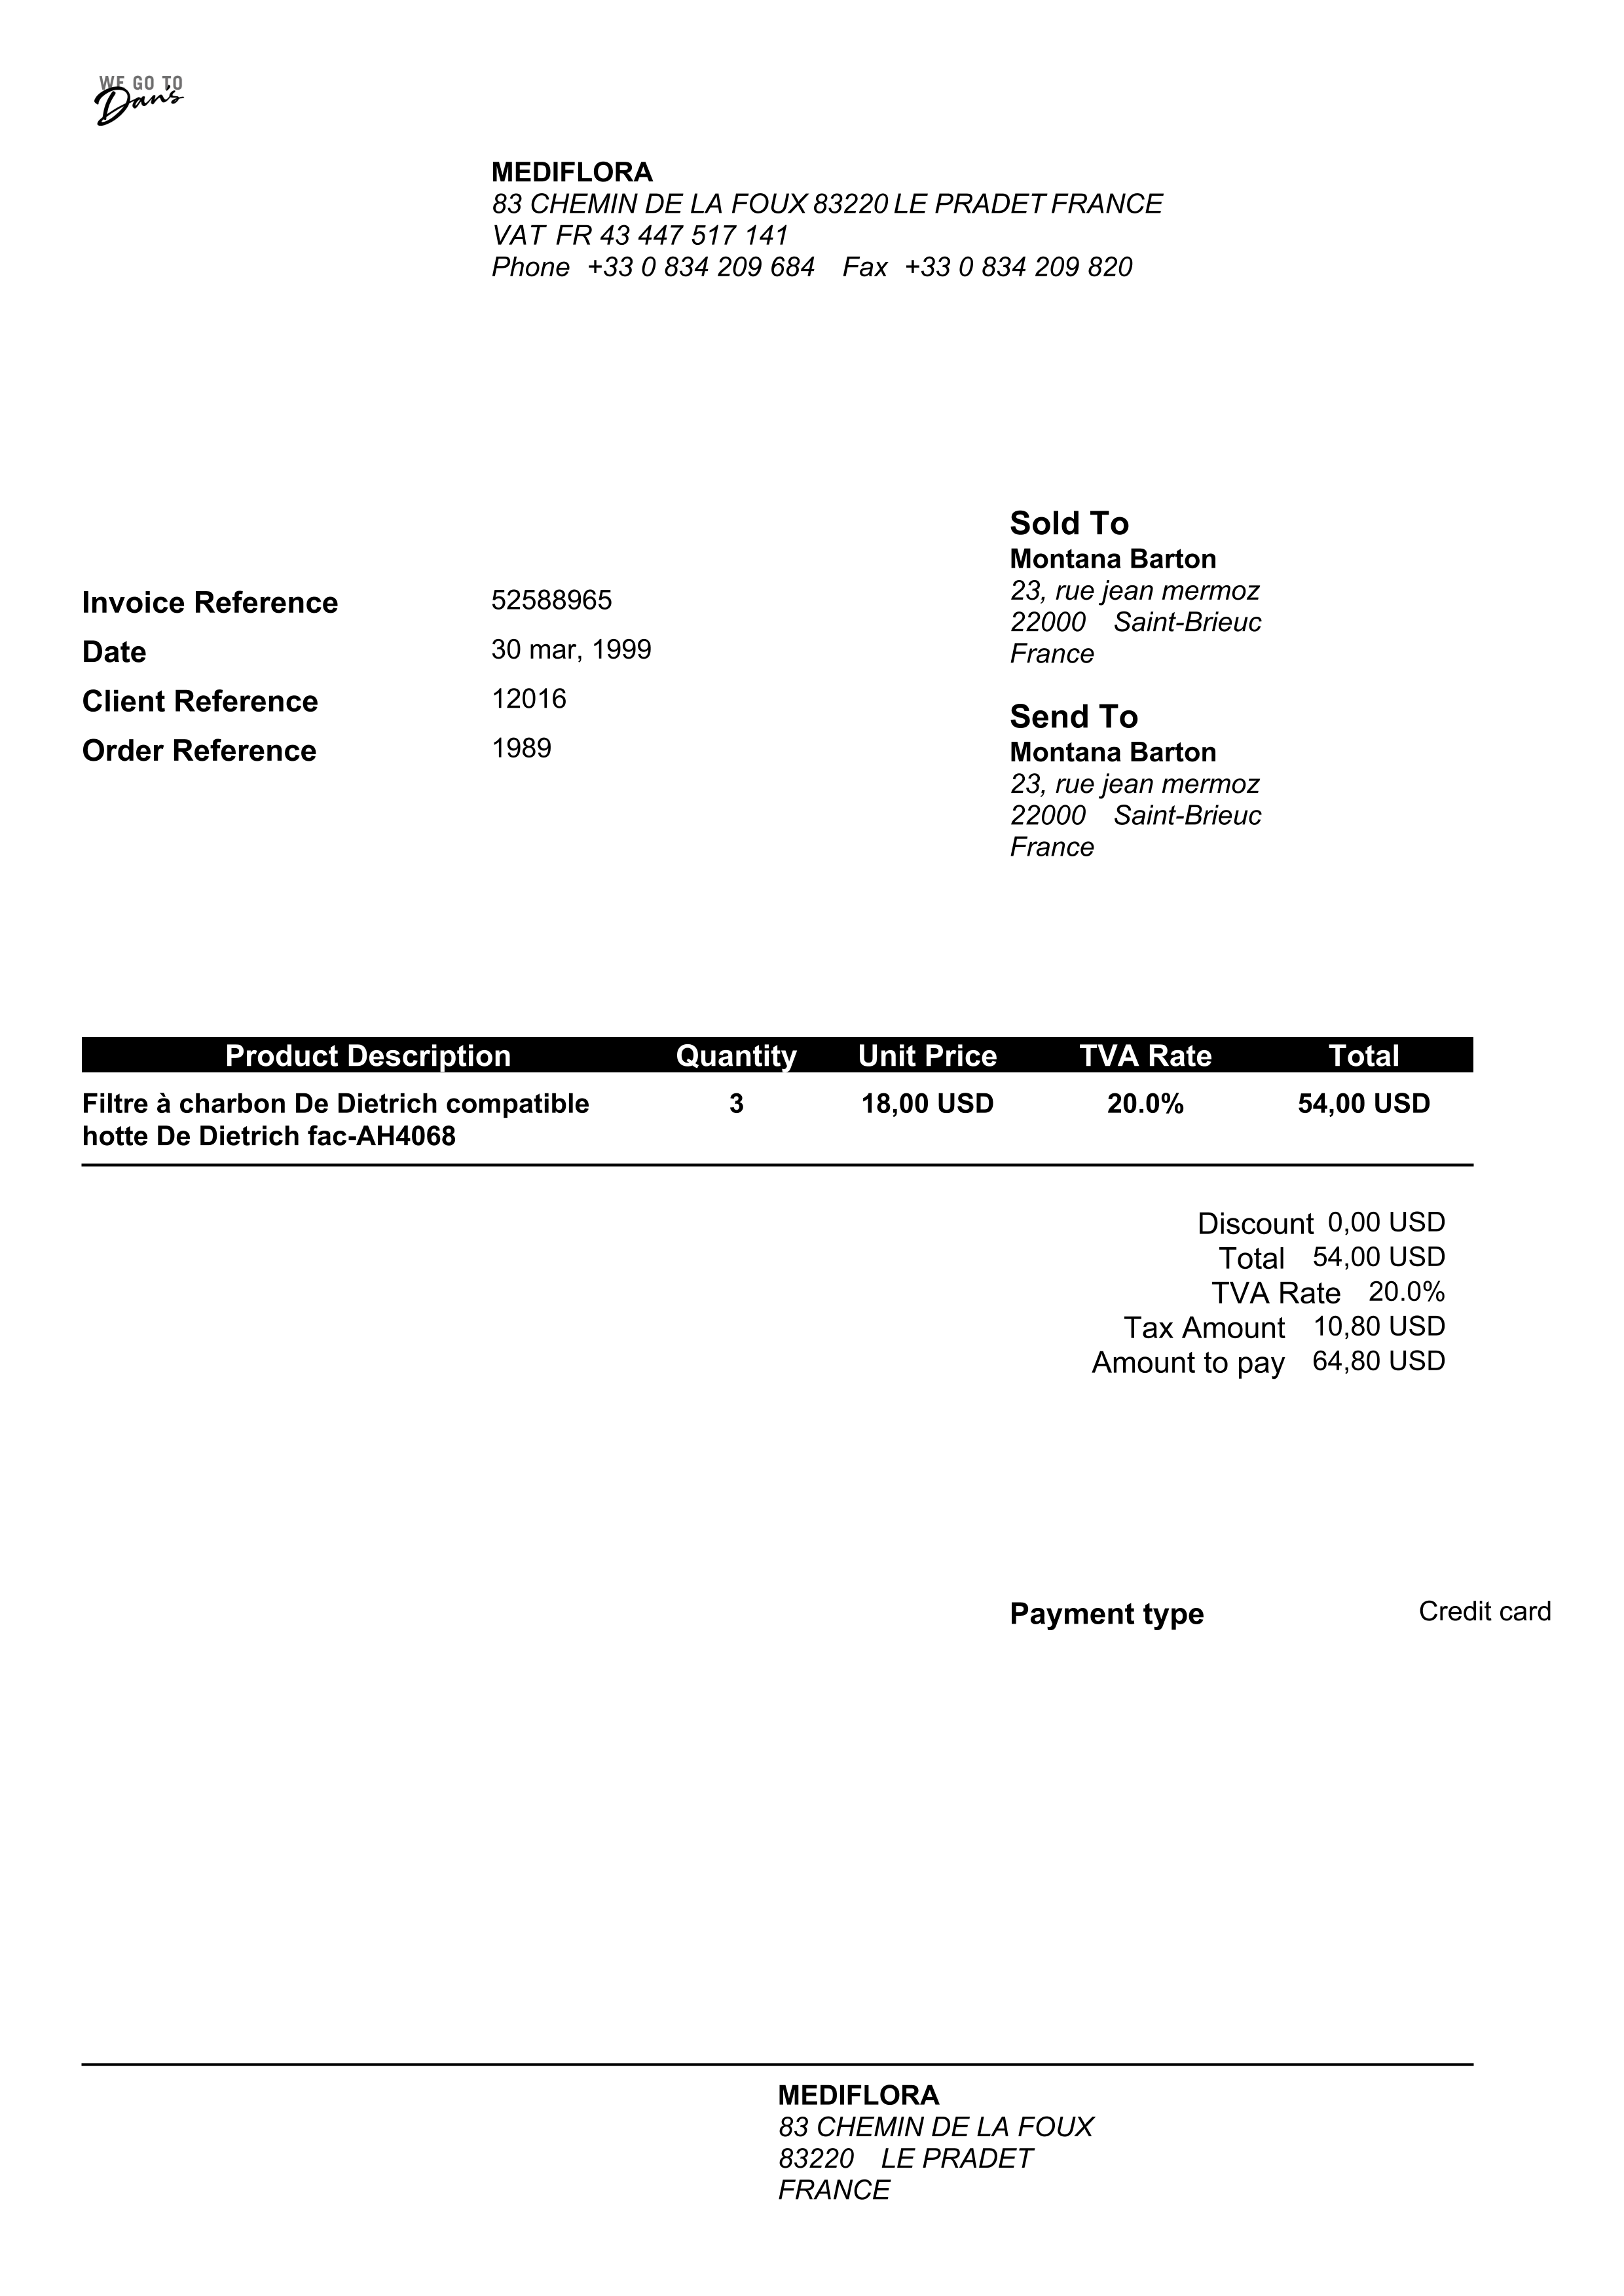 WE GO TO
Dan's
MEDIFLORA
83 CHEMIN DE LA FOUX 83220 LE PRADET FRANCE
VAT FR 43 447 517 141
Phone +33 0 834 209 684 Fax +33 0 834 209 820
Sold To
Montana Barton
23, rue jean mermoz
22000 Saint-Brieuc
France
Invoice Reference 52588965
Date 30 mar, 1999
Client Reference 12016
Order Reference 1989
Send To
Montana Barton
23, rue jean mermoz
22000 Saint-Brieuc
France
Product Description Quantity Unit Price TVA Rate Total
Filtre à charbon De Dietrich compatible 3 18,00 USD 20.0% 54,00 USD
hotte De Dietrich fac-AH4068
Discount 0,00 USD
Total 54,00 USD
TVA Rate 20.0%
Tax Amount 10,80 USD
Amount to pay 64,80 USD
Payment type Credit card
MEDIFLORA
83 CHEMIN DE LA FOUX
83220 LE PRADET
FRANCE